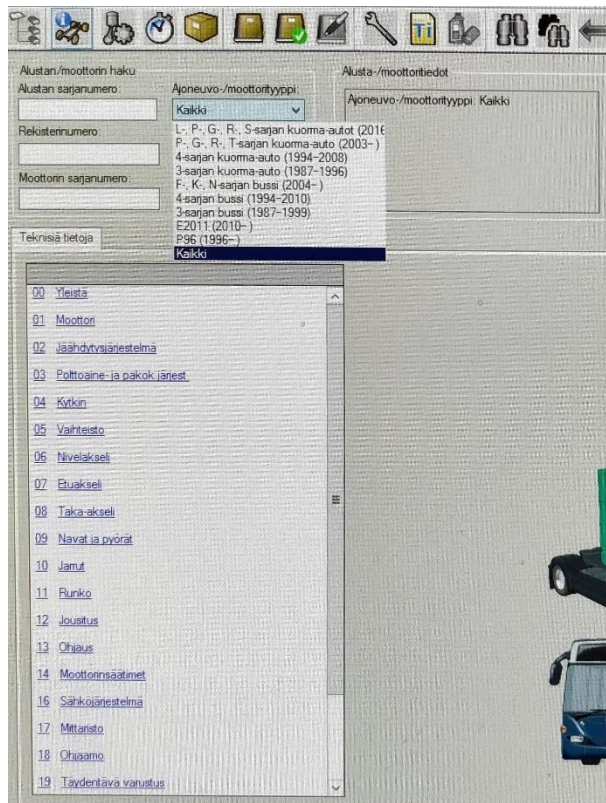 Ti
Alustan/moottorin haku
Alustan sarjanumero:
Ajoneuvo-/moottorityyppi:
Kaikki
Rekisterinumero:
Moottorin sarjanumero:
L-, P-, G-, R-, S-sarjan kuorma-autot (2016
P-, G-, R-, T-sarjan kuorma-auto (2003- )
4-sarjan kuorma-auto (1994-2008)
3-sarjan kuorma-auto (1987-1996)
F-, K-, N-sarjan bussi (2004- )
4-sarjan bussi (1994-2010)
3-sarjan bussi (1987-1999)
E2011 (2010- )
P96 (1996- )
Kaikki
Alusta-/moottoritiedot
Ajoneuvo-/moottorityyppi: Kaikki
Teknisiä tietoja
00 Yleistä
01 Moottori
02 Jäähdytysjärjestelmä
03 Polttoaine- ja pakok.järjest.
04 Kytkin
05 Vaihteisto
06 Nivelakseli
07 Etuakseli
08 Taka-akseli
09 Navat ja pyörät
10 Jarrut
11 Runko
12 Jousitus
13 Ohjaus
14 Moottorinsäätimet
16 Sähköjärjestelmä
17 Mittaristo
18 Ohjaamo
19 Täydentävä varustus